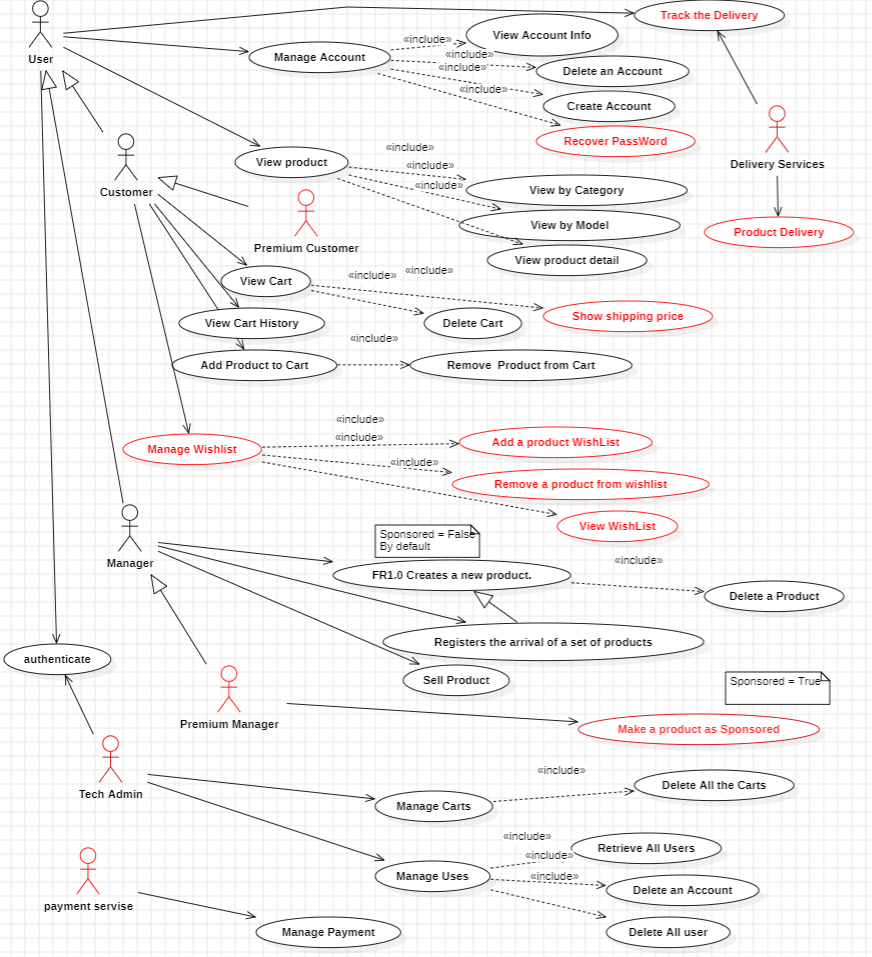 Track the Delivery
User
«include»
View Account Info
Manage Account
«include»
«include»
Delete an Account
«include»
Create Account
Recover PassWord
«include»
View product
Delivery Services
«include»
«include»
View by Category
Customer
View by Model
Product Delivery
Premium Customer
View product detail
«include»
«include»
View Cart
View Cart History
Delete Cart
Show shipping price
«include»
Add Product to Cart
Remove  Product from Cart
«include»
«include»
Manage Wishlist
Add a product WishList
«include»
Remove a product from wishlist
View WishList
Sponsored = False
By default
Manager
«include»
FR1.0 Creates a new product.
Delete a Product
Registers the arrival of a set of products
authenticate
Sell Product
Sponsored = True
Premium Manager
Make a product as Sponsored
Tech Admin
«include»
Delete All the Carts
Manage Carts
«include»
Retrieve All Users
«include»
Manage Uses
«include»
Delete an Account
payment servise
Manage Payment
Delete All user